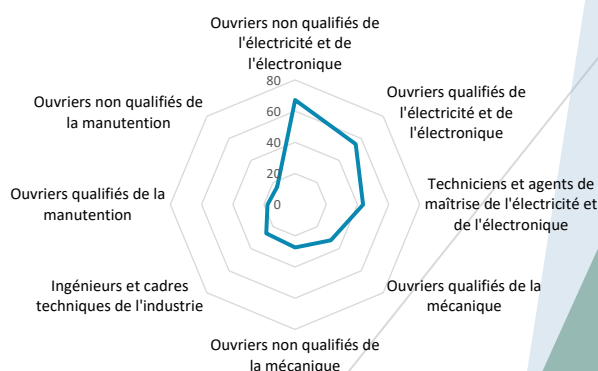 Ouvriers non qualifiés de
l'électricité et de
l'électronique
80
60
40
20
0
Ouvriers qualifiés de
l'électricité et de
l'électronique
Techniciens et agents de
maîtrise de l'électricité et
de l'électronique
Ouvriers qualifiés de la
mécanique
Ouvriers non qualifiés de
la mécanique
Ingénieurs et cadres
techniques de l'industrie
Ouvriers qualifiés de la
manutention
Ouvriers non qualifiés de
la manutention